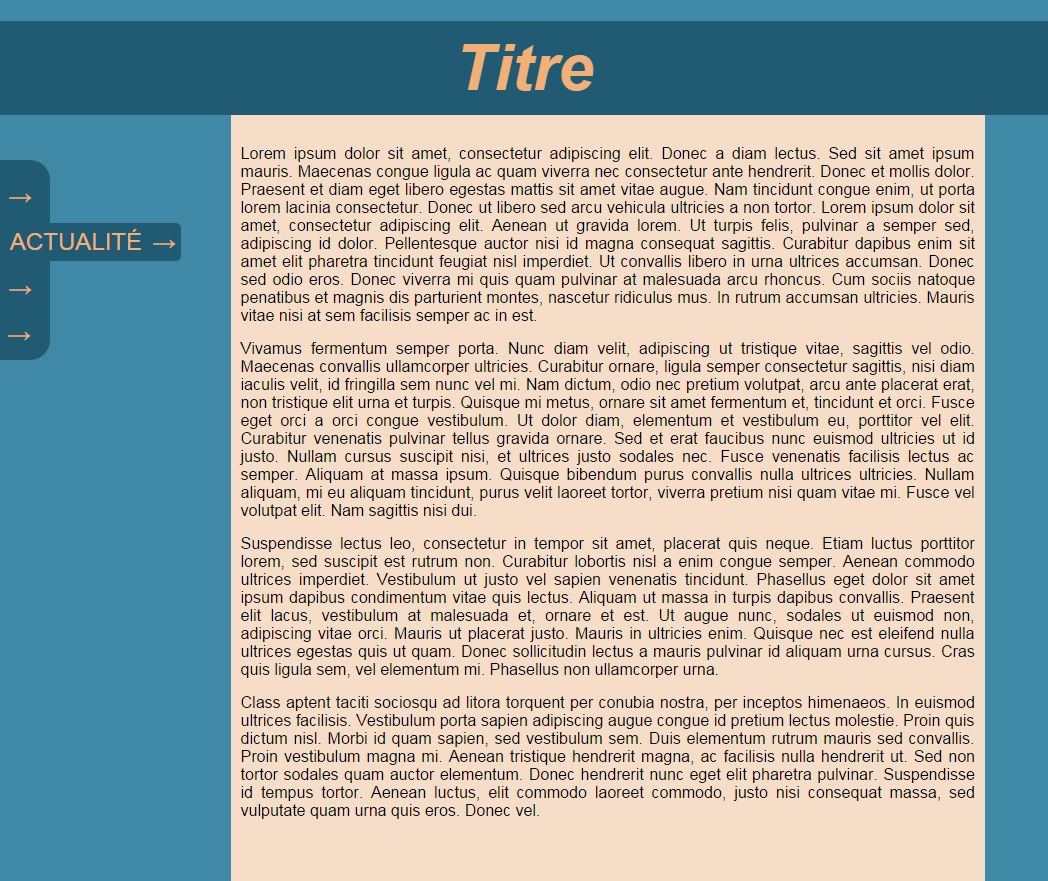 Titre
→
ACTUALITÉ →
→
→
Lorem ipsum dolor sit amet, consectetur adipiscing elit. Donec a diam lectus. Sed sit amet ipsum
mauris. Maecenas congue ligula ac quam viverra nec consectetur ante hendrerit. Donec et mollis dolor.
Praesent et diam eget libero egestas mattis sit amet vitae augue. Nam tincidunt congue enim, ut porta
lorem lacinia consectetur. Donec ut libero sed arcu vehicula ultricies a non tortor. Lorem ipsum dolor sit
amet, consectetur adipiscing elit. Aenean ut gravida lorem. Ut turpis felis, pulvinar a semper sed,
adipiscing id dolor. Pellentesque auctor nisi id magna consequat sagittis. Curabitur dapibus enim sit
amet elit pharetra tincidunt feugiat nisl imperdiet. Ut convallis libero in urna ultrices accumsan. Donec
sed odio eros. Donec viverra mi quis quam pulvinar at malesuada arcu rhoncus. Cum sociis natoque
penatibus et magnis dis parturient montes, nascetur ridiculus mus. In rutrum accumsan ultricies. Mauris
vitae nisi at sem facilisis semper ac in est.
Vivamus fermentum semper porta. Nunc diam velit, adipiscing ut tristique vitae, sagittis vel odio.
Maecenas convallis ullamcorper ultricies. Curabitur ornare, ligula semper consectetur sagittis, nisi diam
iaculis velit, id fringilla sem nunc vel mi. Nam dictum, odio nec pretium volutpat, arcu ante placerat erat,
non tristique elit urna et turpis. Quisque mi metus, ornare sit amet fermentum et, tincidunt et orci. Fusce
eget orci a orci congue vestibulum. Ut dolor diam, elementum et vestibulum eu, porttitor vel elit.
Curabitur venenatis pulvinar tellus gravida ornare. Sed et erat faucibus nunc euismod ultricies ut id
justo. Nullam cursus suscipit nisi, et ultrices justo sodales nec. Fusce venenatis facilisis lectus ac
semper. Aliquam at massa ipsum. Quisque bibendum purus convallis nulla ultrices ultricies. Nullam
aliquam, mi eu aliquam tincidunt, purus velit laoreet tortor, viverra pretium nisi quam vitae mi. Fusce vel
volutpat elit. Nam sagittis nisi dui.
Suspendisse lectus leo, consectetur in tempor sit amet, placerat quis neque. Etiam luctus porttitor
lorem, sed suscipit est rutrum non. Curabitur lobortis nisl a enim congue semper. Aenean commodo
ultrices imperdiet. Vestibulum ut justo vel sapien venenatis tincidunt. Phasellus eget dolor sit amet
ipsum dapibus condimentum vitae quis lectus. Aliquam ut massa in turpis dapibus convallis. Praesent
elit lacus, vestibulum at malesuada et, ornare et est. Ut augue nunc, sodales ut euismod non,
adipiscing vitae orci. Mauris ut placerat justo. Mauris in ultricies enim. Quisque nec est eleifend nulla
ultrices egestas quis ut quam. Donec sollicitudin lectus a mauris pulvinar id aliquam urna cursus. Cras
quis ligula sem, vel elementum mi. Phasellus non ullamcorper urna.
Class aptent taciti sociosqu ad litora torquent per conubia nostra, per inceptos himenaeos. In euismod
ultrices facilisis. Vestibulum porta sapien adipiscing augue congue id pretium lectus molestie. Proin quis
dictum nisl. Morbi id quam sapien, sed vestibulum sem. Duis elementum rutrum mauris sed convallis.
Proin vestibulum magna mi. Aenean tristique hendrerit magna, ac facilisis nulla hendrerit ut. Sed non
tortor sodales quam auctor elementum. Donec hendrerit nunc eget elit pharetra pulvinar. Suspendisse
id tempus tortor. Aenean luctus, elit commodo laoreet commodo, justo nisi consequat massa, sed
vulputate quam urna quis eros. Donec vel.